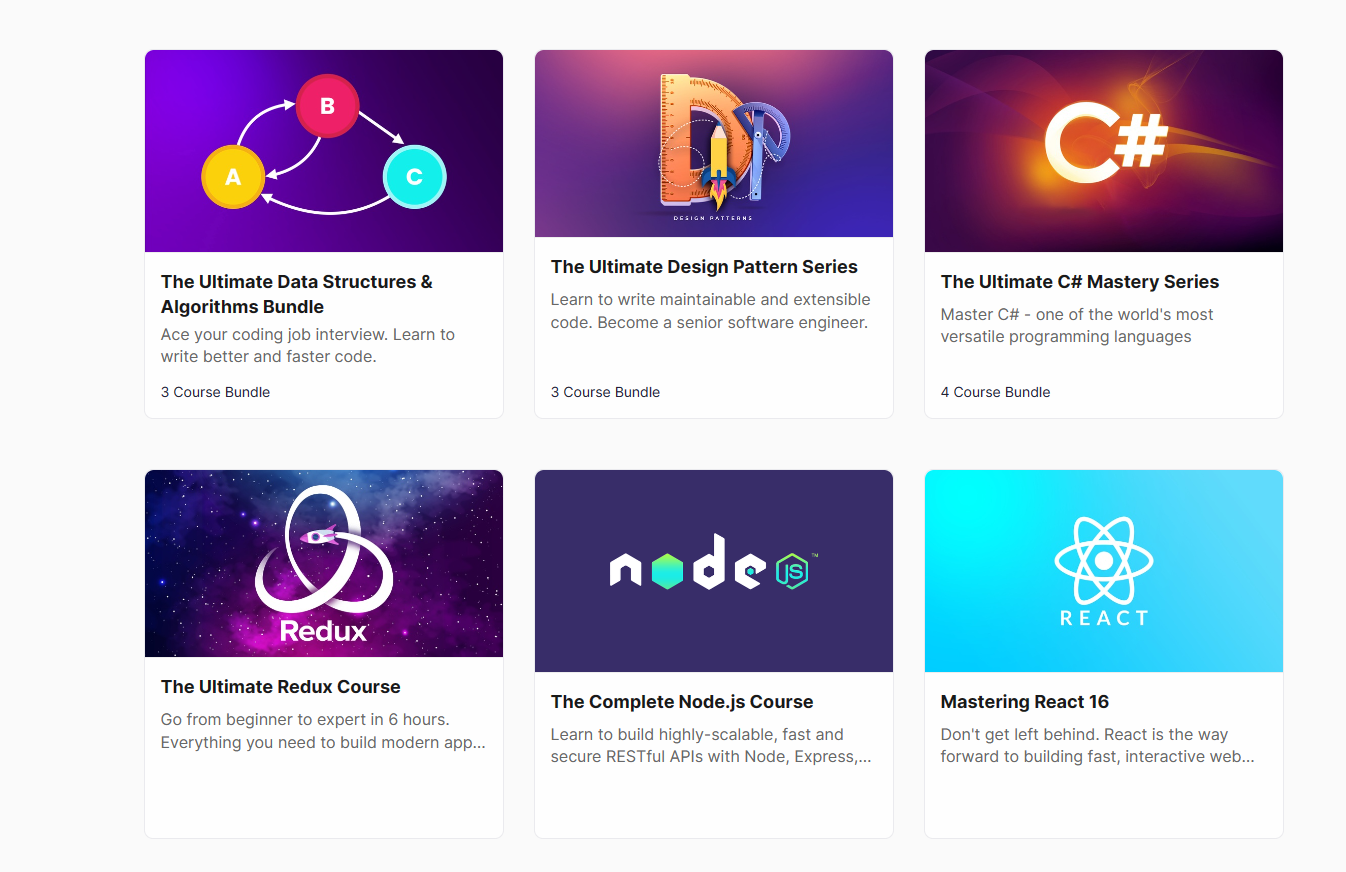 B
A
C
DP
DESIGN PATTERNS
C#
The Ultimate Data Structures &
Algorithms Bundle
Ace your coding job interview. Learn to
write better and faster code.
3 Course Bundle
The Ultimate Design Pattern Series
Learn to write maintainable and extensible
code. Become a senior software engineer.
3 Course Bundle
The Ultimate C# Mastery Series
Master C# - one of the world's most
versatile programming languages
4 Course Bundle
Redux
node JS ™
REACT
The Ultimate Redux Course
Go from beginner to expert in 6 hours.
Everything you need to build modern app...
The Complete Node.js Course
Learn to build highly-scalable, fast and
secure RESTful APIs with Node, Express,...
Mastering React 16
Don't get left behind. React is the way
forward to building fast, interactive web...